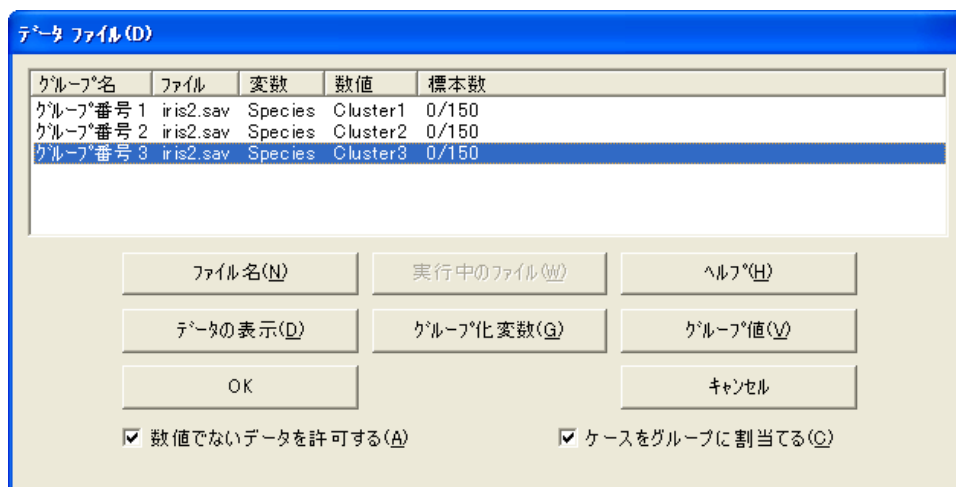 データ ファイル(D)
グループ名 ファイル 変数 数値 標本数
グループ番号 1 iris2.sav Species Cluster1 0/150
グループ番号 2 iris2.sav Species Cluster2 0/150
グループ番号 3 iris2.sav Species Cluster3 0/150
ファイル名(N) 実行中のファイル(W) ヘルプ(H)
データの表示(D) グループ化変数(G) グループ値(V)
OK キャンセル
数値でないデータを許可する(A) ケースをグループに割当てる(C)